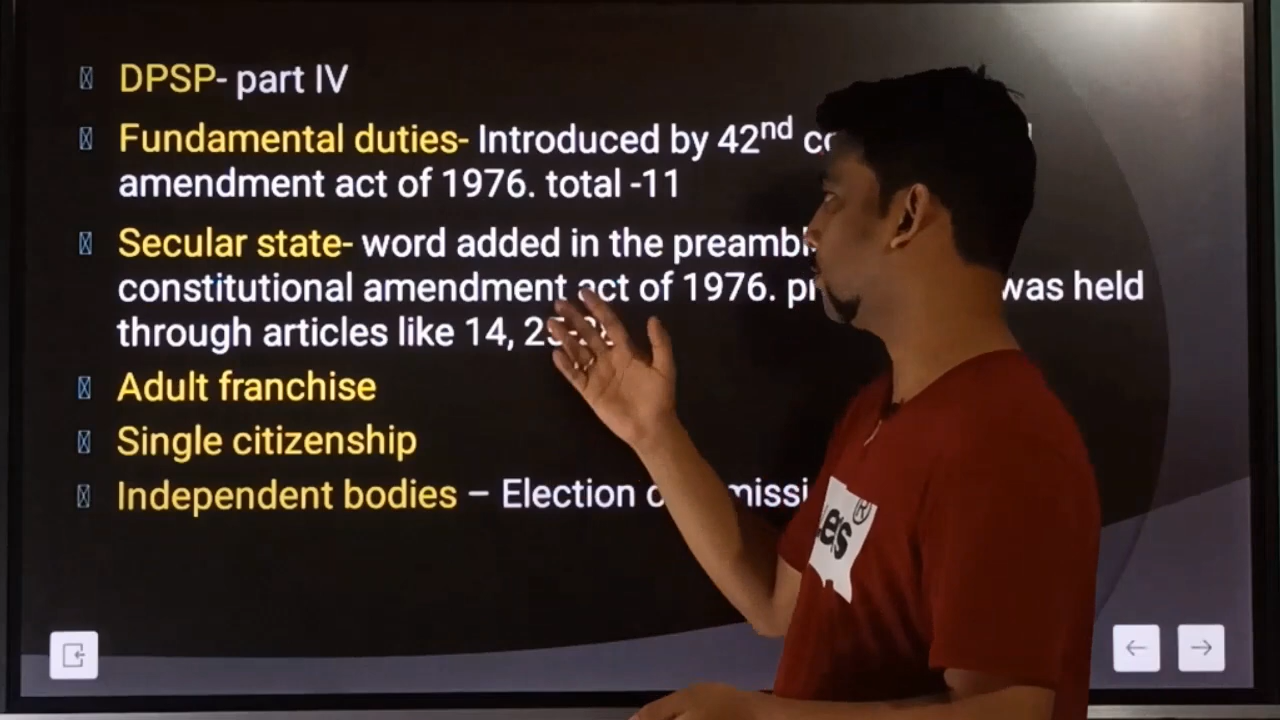 DPSP- part IV
Fundamental duties- Introduced by 42nd
amendment act of 1976. total -11
Secular state- word added in the
constitutional amendment act of 1976. was held
through articles like 14,
Adult franchise
Single citizenship
Independent bodies – Election
es®